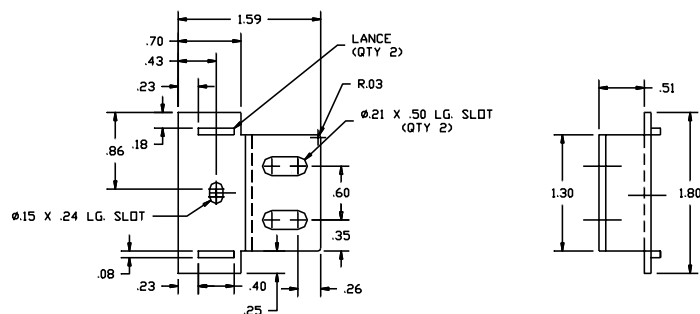 1.59
.70
.43
.23
LANCE
(QTY 2)
R.03
Ø.21 X .50 LG. SLOT
(QTY 2)
.51
.86
.18
.60
1.30
1.80
Ø.15 X .24 LG. SLOT
.35
.08
.23
.40
.25
.26